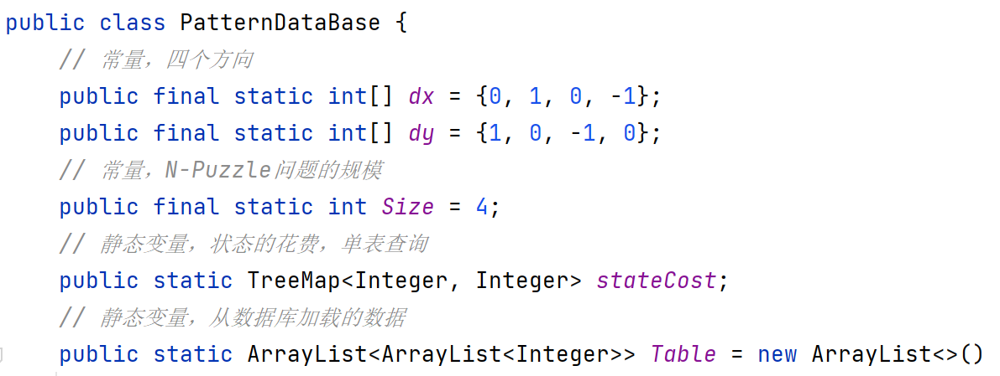 public class PatternDataBase {
// 常量，四个方向
public final static int[] dx = {0, 1, 0, -1};
public final static int[] dy = {1, 0, -1, 0};
// 常量，N-Puzzle问题的规模
public final static int Size = 4;
// 静态变量，状态的花费，单表查询
public static TreeMap<Integer, Integer> stateCost;
// 静态变量，从数据库加载的数据
public static ArrayList<ArrayList<Integer>> Table = new ArrayList<>()